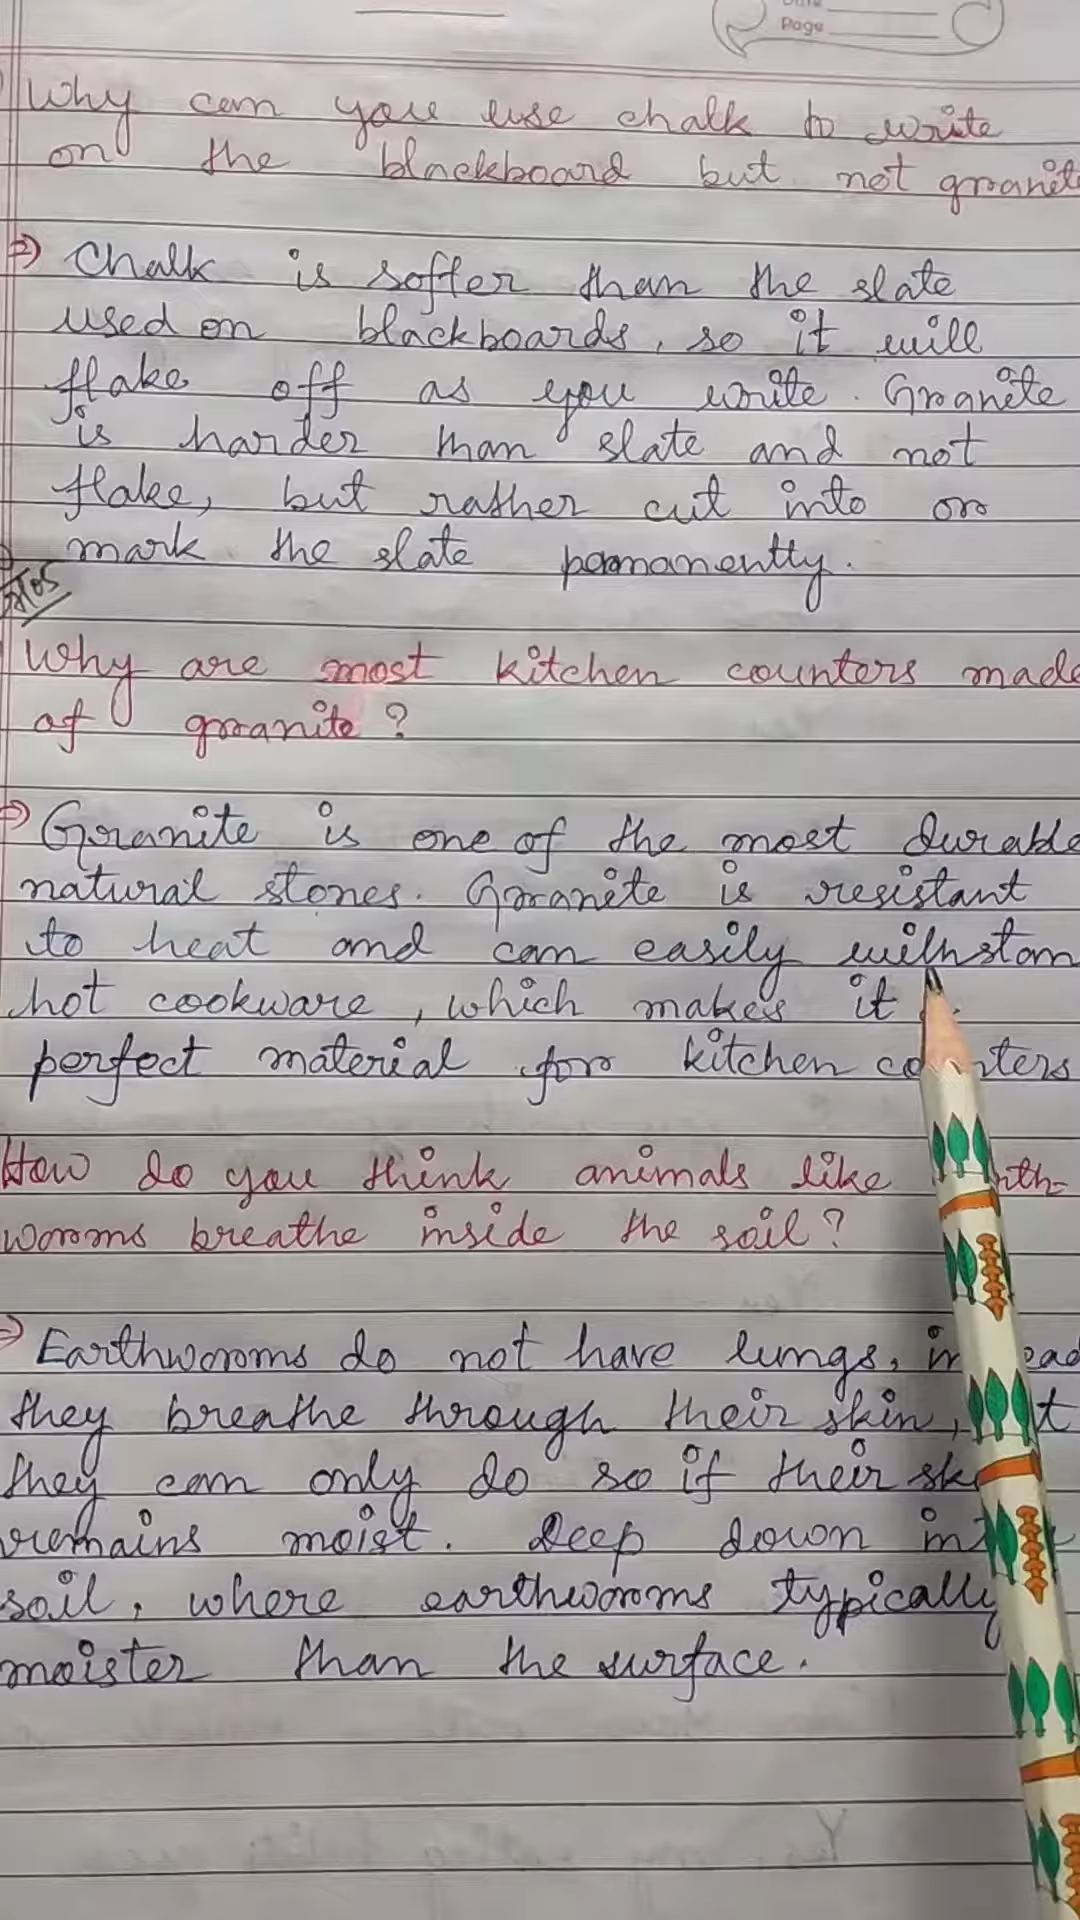 Page
Why can you use chalk to write
on the blackboard but not granite
Chalk is softer than the slate
used on blackboards, so it will
flake off as you write. Granite
is harder than slate and not
flake, but rather cut into or
mark the slate permanently.
Why are most kitchen counters made
of granite?
Granite is one of the most durable
natural stones. Granite is resistant
to heat and can easily withstan
hot cookware, which makes it
perfect material for kitchen
How do you think animals like
worms breathe inside the soil?
Earthworms do not have lungs,
they breathe through their skin,
they can only do so if their
remains moist. Deep down
soil, where earthworms typically
moister than the surface.